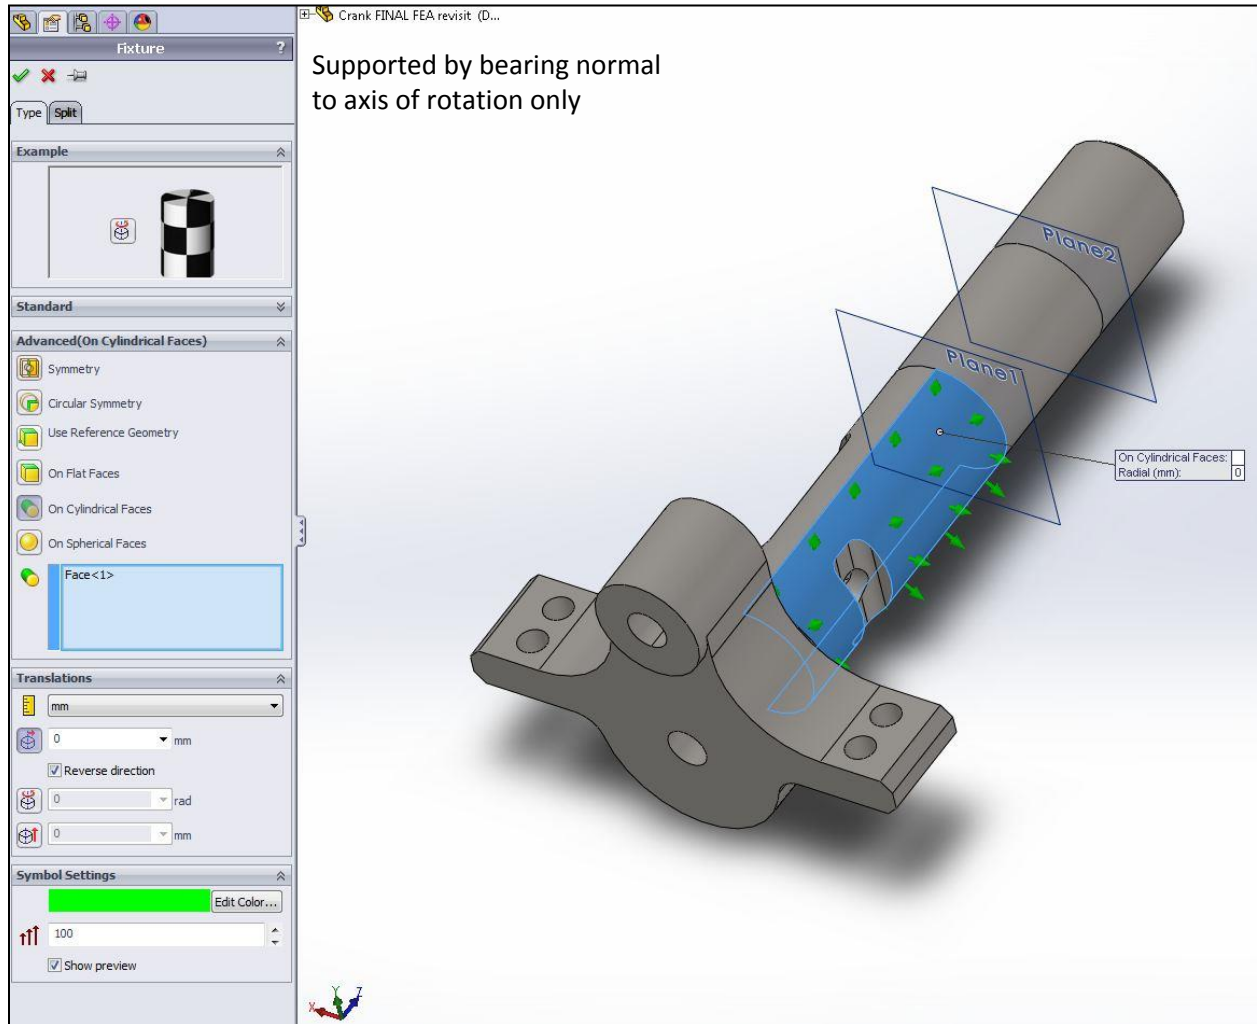 Crank FINAL FEA revisit (D...
Fixture
?
Supported by bearing normal
to axis of rotation only
Type
Split
Example
Standard
Advanced(On Cylindrical Faces)
Symmetry
Circular Symmetry
Use Reference Geometry
On Flat Faces
On Cylindrical Faces
On Spherical Faces
Face<1>
Translations
mm
0 mm
Reverse direction
0 rad
0 mm
Symbol Settings
Edit Color...
100
Show preview
Plane2
Plane1
On Cylindrical Faces:
Radial (mm): 0
X Y Z